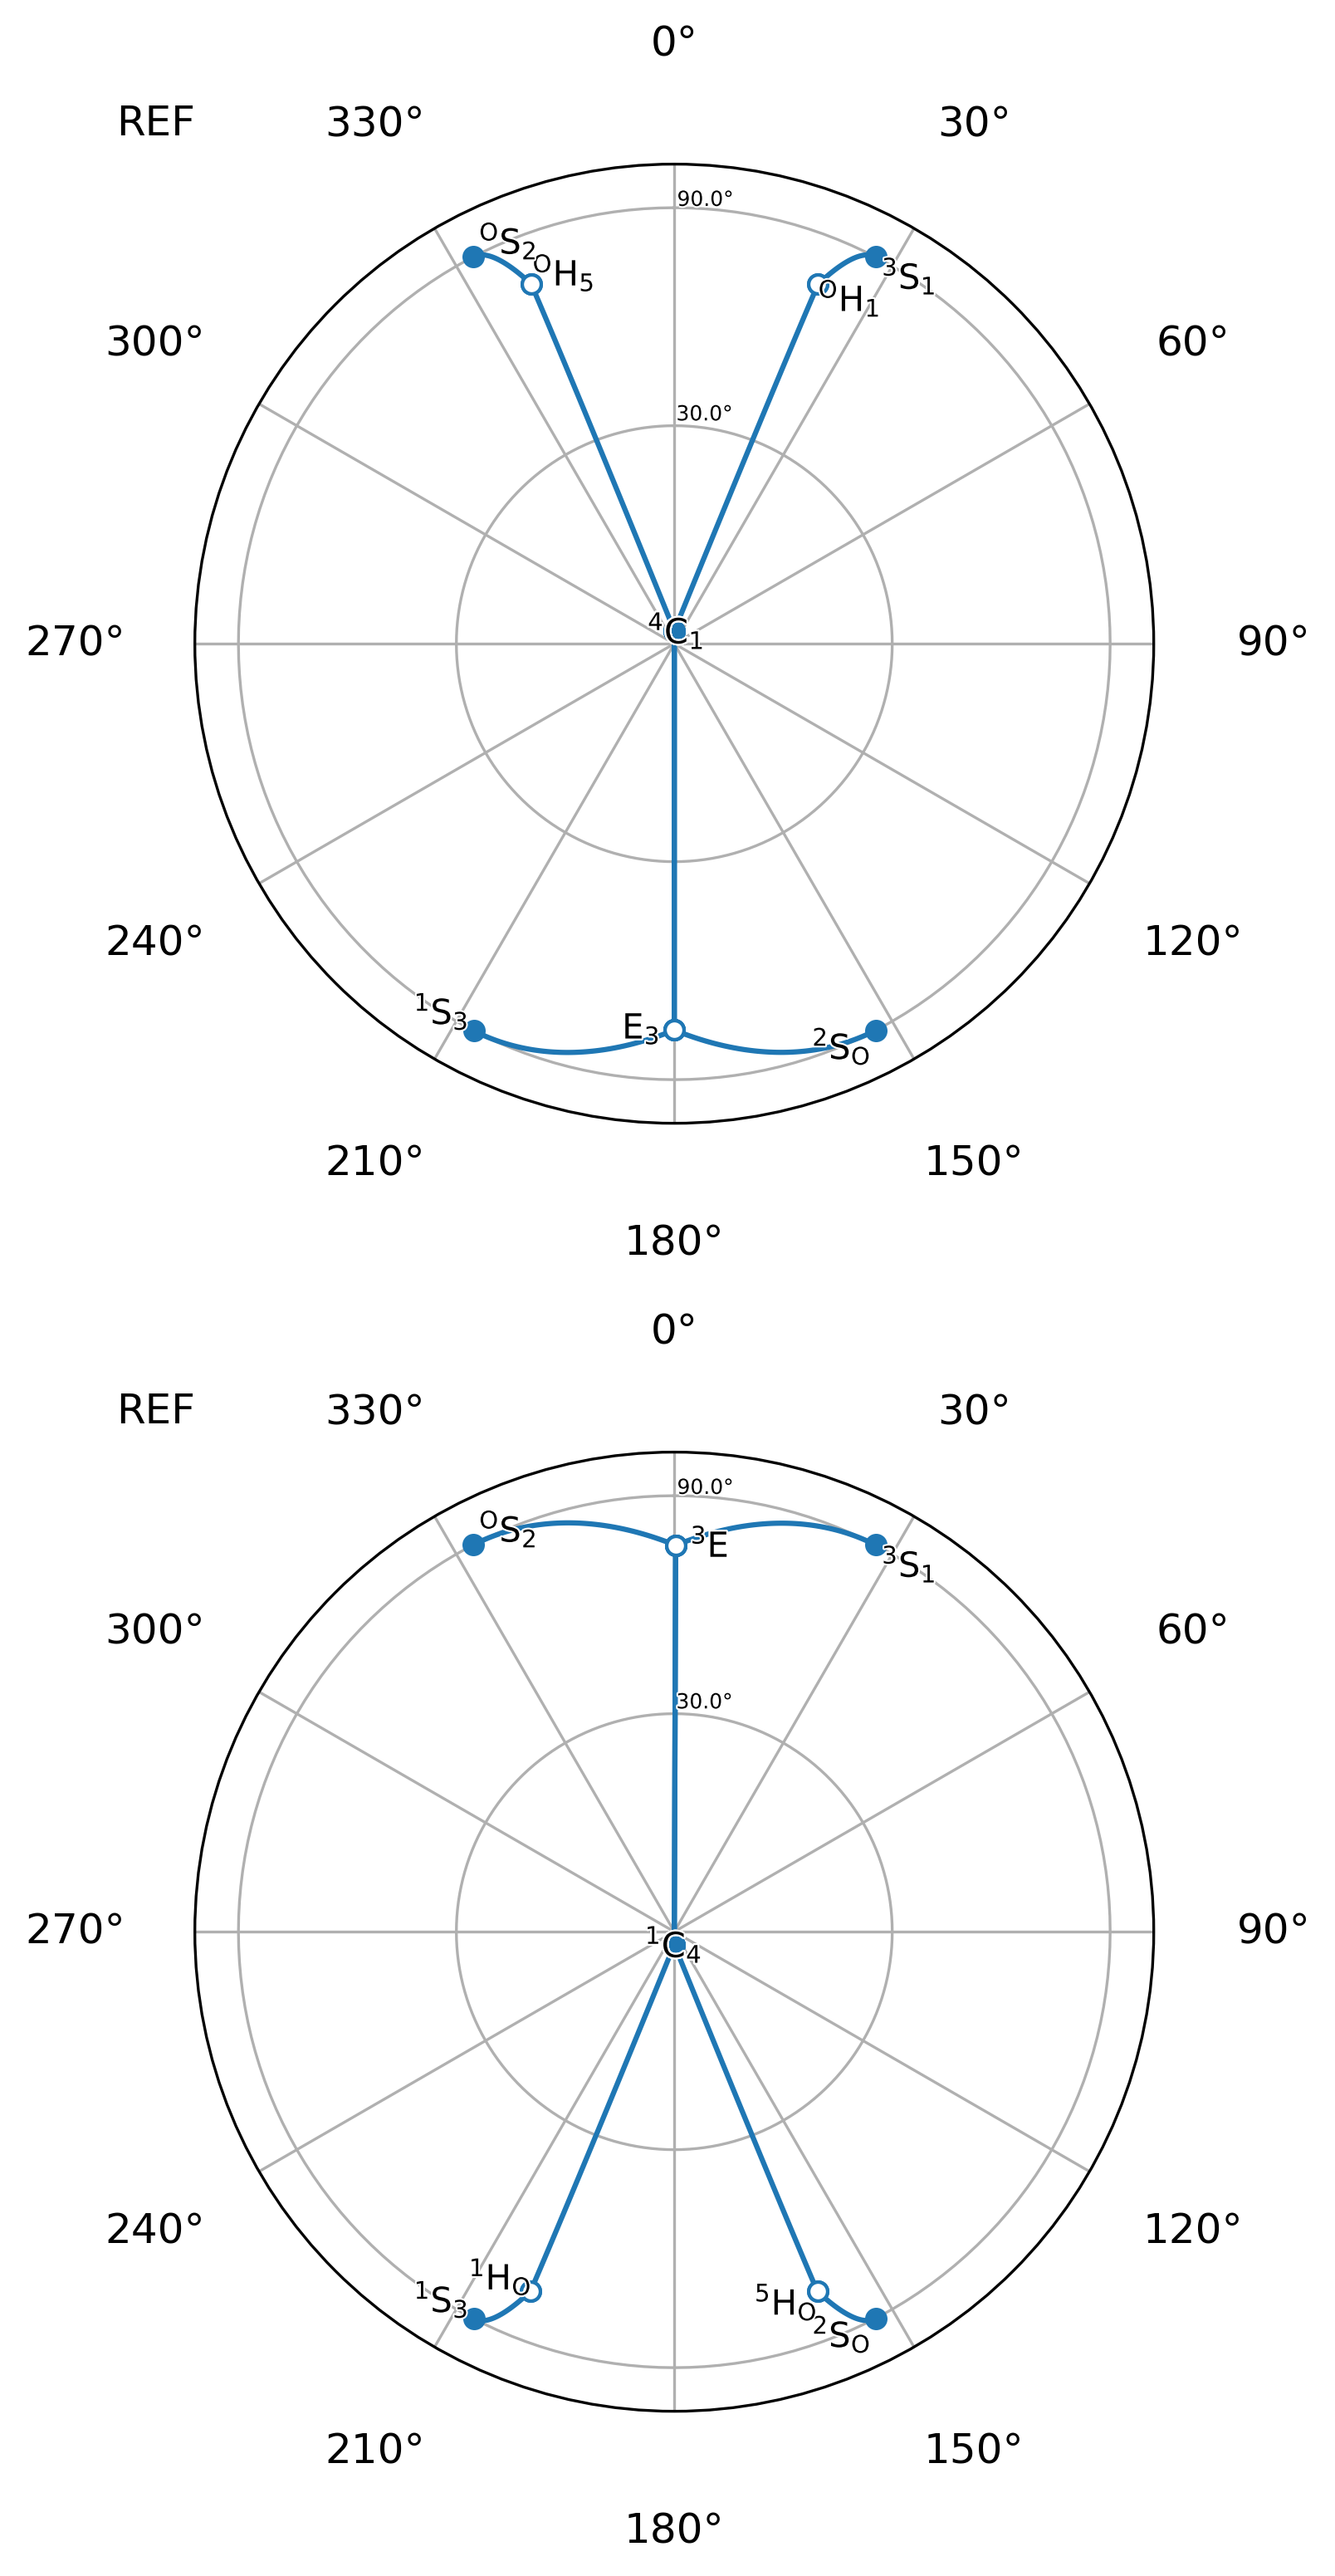 0°
REF 330° 30°
90.0°
ᴼS₂
ᴼH₅ ³S₁
ᴼH₁
300° 60°
30.0°
⁴C₁
270° 90°
240° 120°
¹S₃ E₃ ²Sₒ
210° 150°
180°
0°
REF 330° 30°
90.0°
ᴼS₂ ³E ³S₁
300° 60°
30.0°
270° 90°
¹C₄
240° 120°
¹Hₒ ⁵Hₒ
¹S₃ ²Sₒ
210° 150°
180°